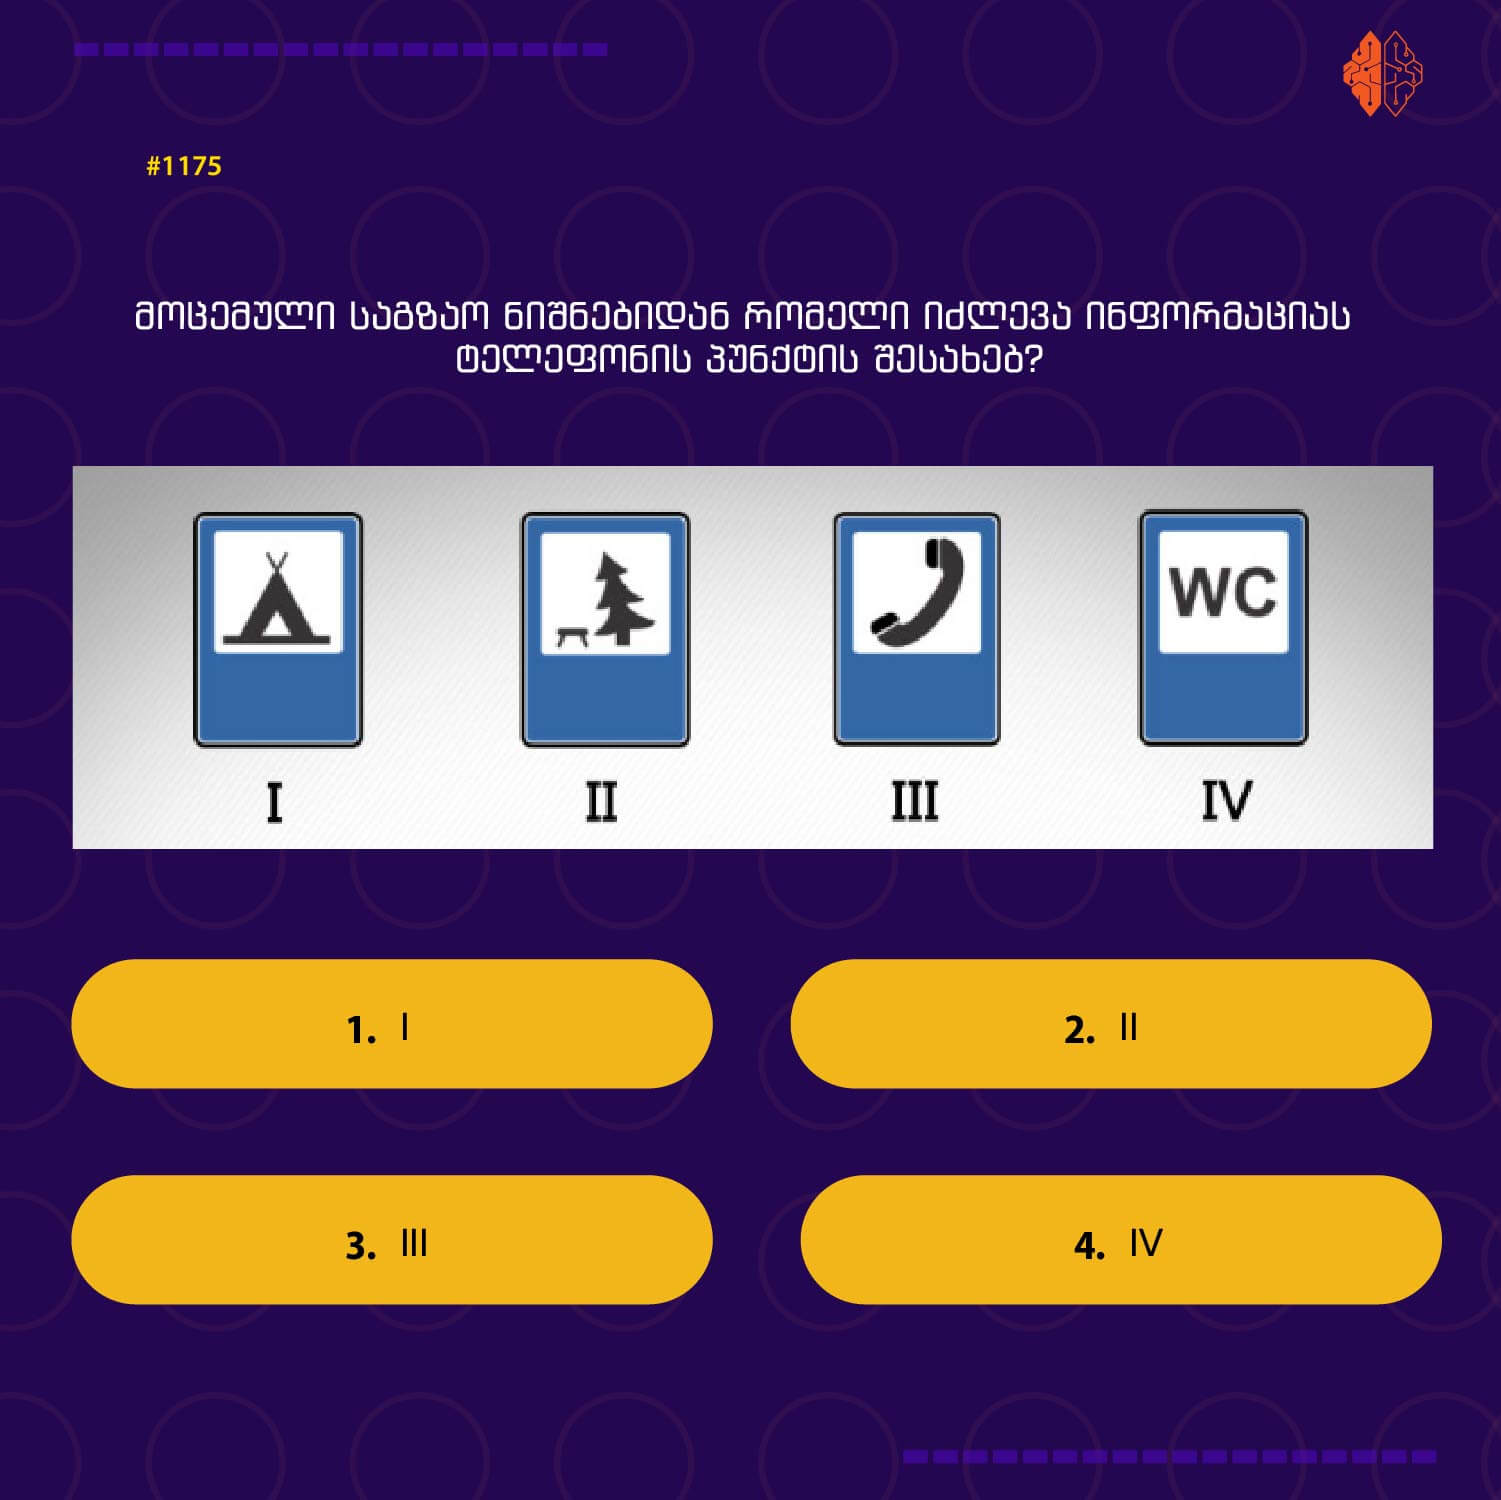 #1175
მოცემული საგზაო ნიშნებიდან რომელი იძლევა ინფორმაციას
ტელეფონის პუნქტის შესახებ?
WC
I II III IV
1. I
2. II
3. III
4. IV